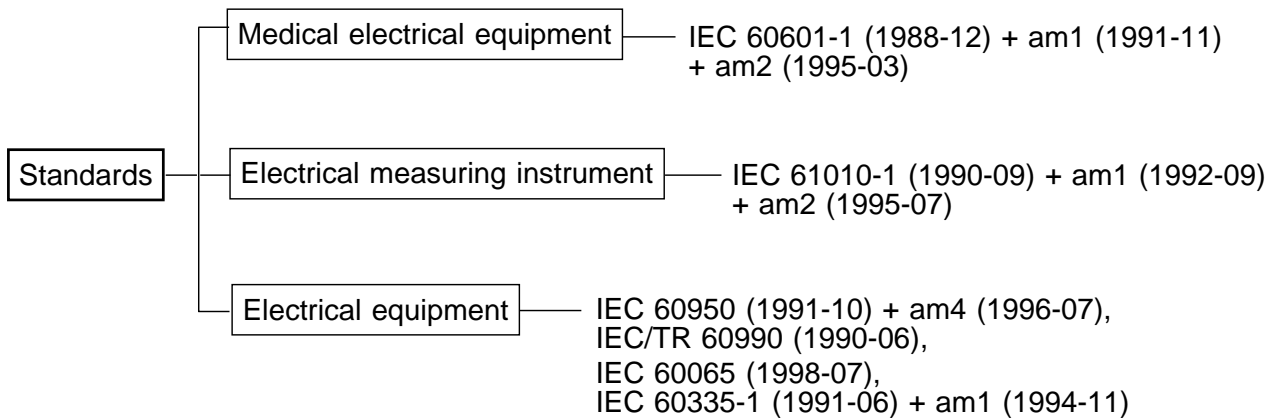 Medical electrical equipment
IEC 60601-1 (1988-12) + am1 (1991-11)
+ am2 (1995-03)
Standards
Electrical measuring instrument
IEC 61010-1 (1990-09) + am1 (1992-09)
+ am2 (1995-07)
Electrical equipment
IEC 60950 (1991-10) + am4 (1996-07),
IEC/TR 60990 (1990-06),
IEC 60065 (1998-07),
IEC 60335-1 (1991-06) + am1 (1994-11)